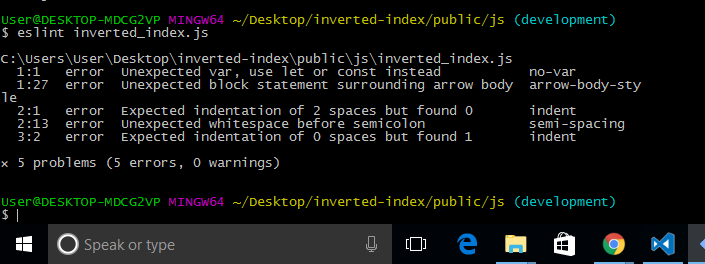 User@DESKTOP-MDCG2VP MINGW64 ~/Desktop/inverted-index/public/js (development)
$ eslint inverted_index.js
C:\Users\User\Desktop\inverted-index\public\js\inverted_index.js
1:1 error Unexpected var, use let or const instead no-var
1:27 error Unexpected block statement surrounding arrow body arrow-body-sty
le
2:1 error Expected indentation of 2 spaces but found 0 indent
2:13 error Unexpected whitespace before semicolon semi-spacing
3:2 error Expected indentation of 0 spaces but found 1 indent
× 5 problems (5 errors, 0 warnings)
User@DESKTOP-MDCG2VP MINGW64 ~/Desktop/inverted-index/public/js (development)
$
Speak or type